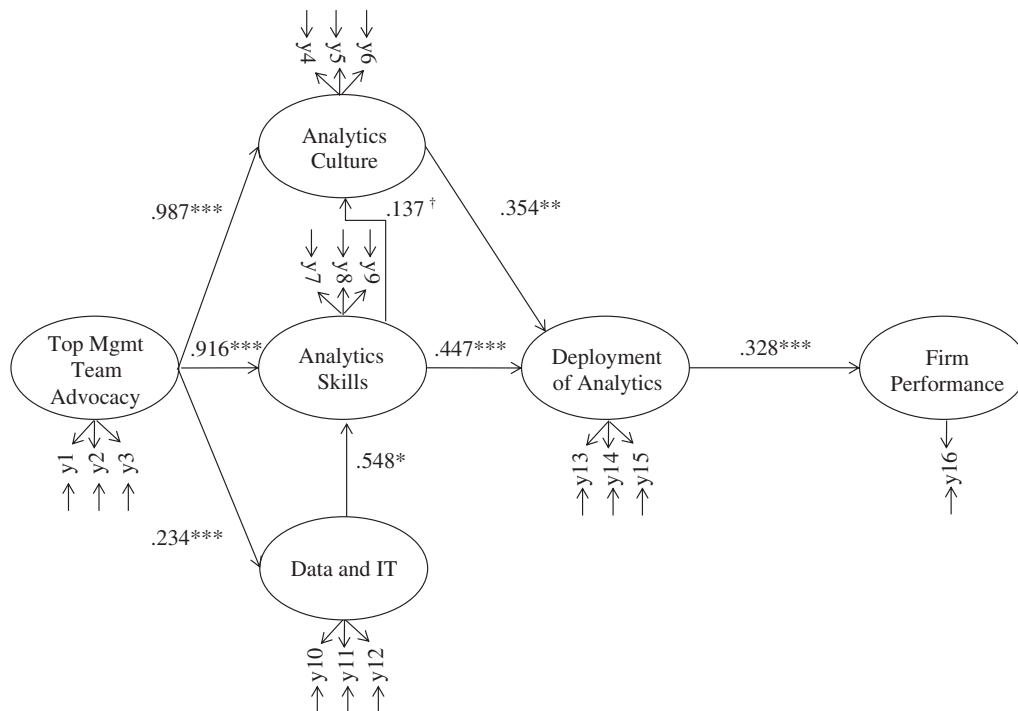 y4 y5 y6
Analytics
Culture
.987***
.137 †
.354**
y7 y8 y9
Top Mgmt
Team
Advocacy
.916***
Analytics
Skills
.447***
Deployment
of Analytics
.328***
Firm
Performance
y1 y2 y3
.548*
y13 y14 y15
y16
.234***
Data and IT
y10 y11 y12